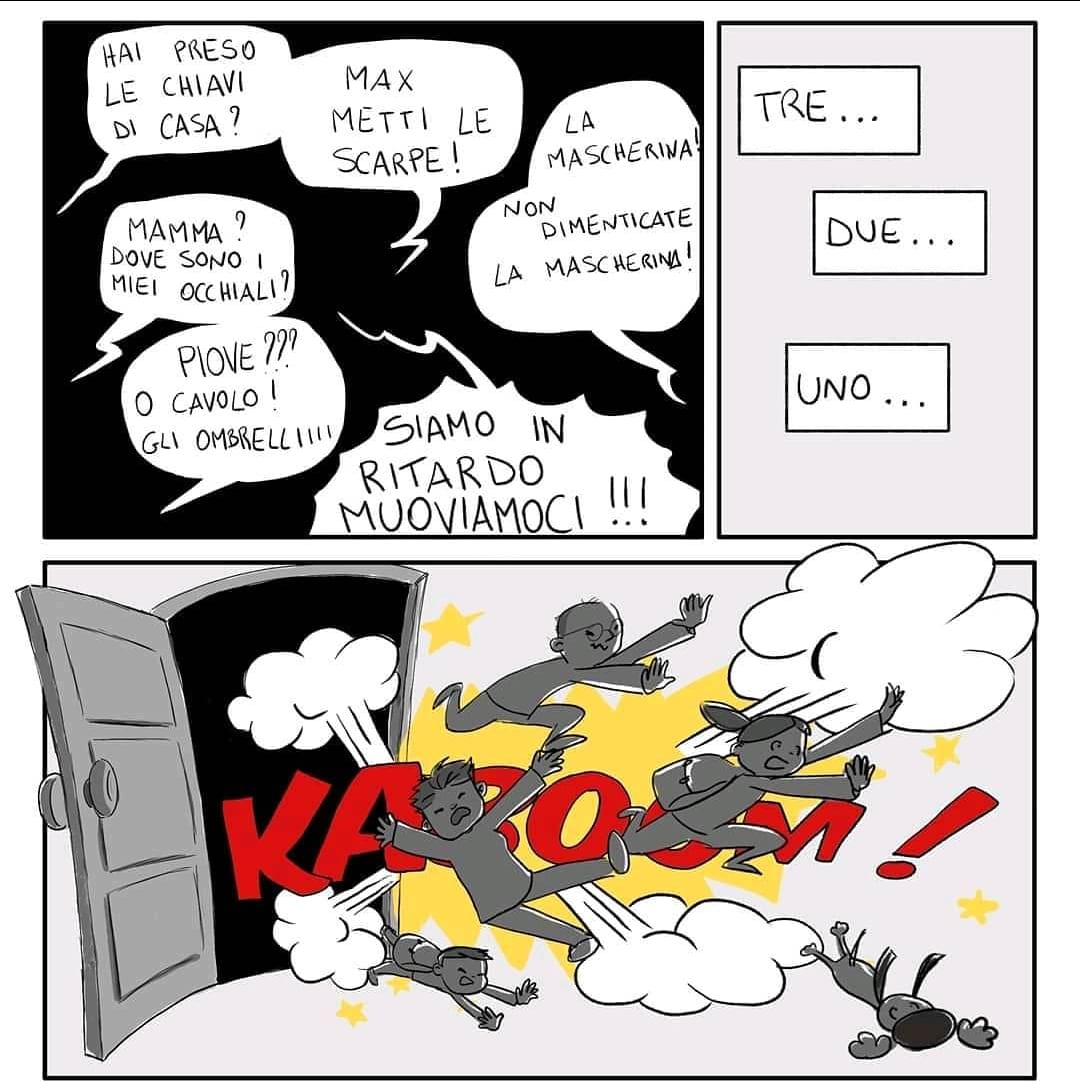 HAI PRESO
LE CHIAVI
DI CASA?
MAX
METTI LE
SCARPE!
LA
MASCHERINA!
NON
DIMENTICATE
LA MASCHERINA!
MAMMA?
DOVE SONO I
MIEI OCCHIALI?
PIOVE???
O CAVOLO!
GLI OMBRELLIIII
SIAMO IN
RITARDO
MUOVIAMOCI!!!
TRE...
DUE...
UNO...
KABOOM!